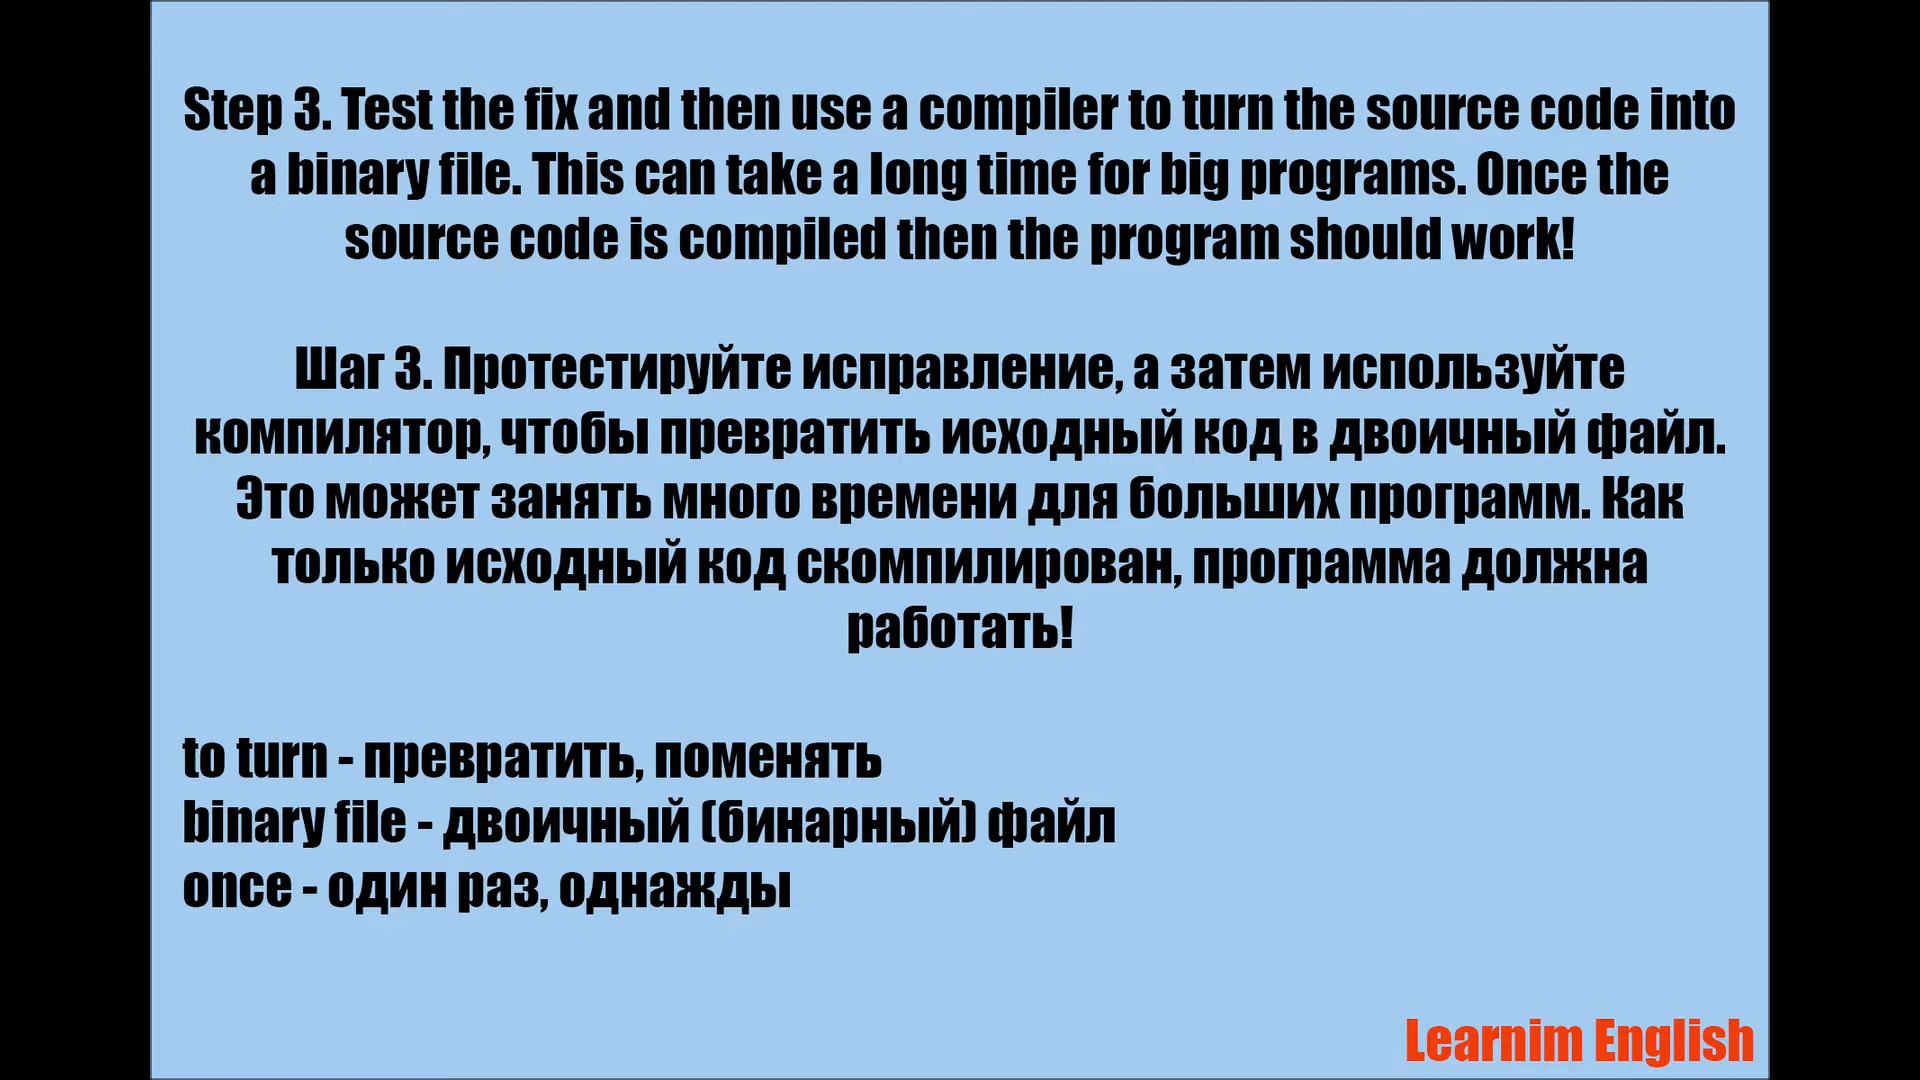 Step 3. Test the fix and then use a compiler to turn the source code into
a binary file. This can take a long time for big programs. Once the
source code is compiled then the program should work!
Шаг 3. Протестируйте исправление, а затем используйте
компилятор, чтобы превратить исходный код в двоичный файл.
Это может занять много времени для больших программ. Как
только исходный код скомпилирован, программа должна
работать!
to turn - превратить, поменять
binary file - двоичный (бинарный) файл
once - один раз, однажды
Learnim English